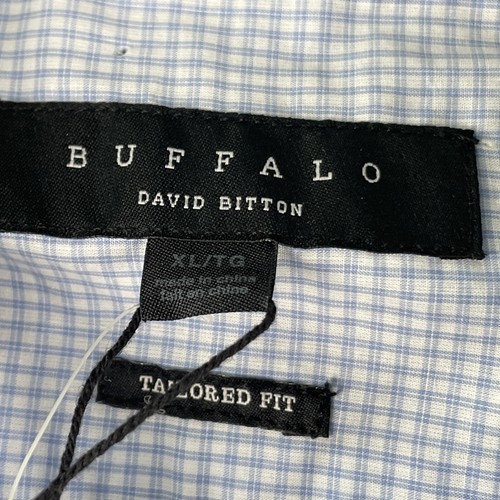 BUFFALO
DAVID BITTON
XL/TG
made in china
fait en chine
TAILORED FIT